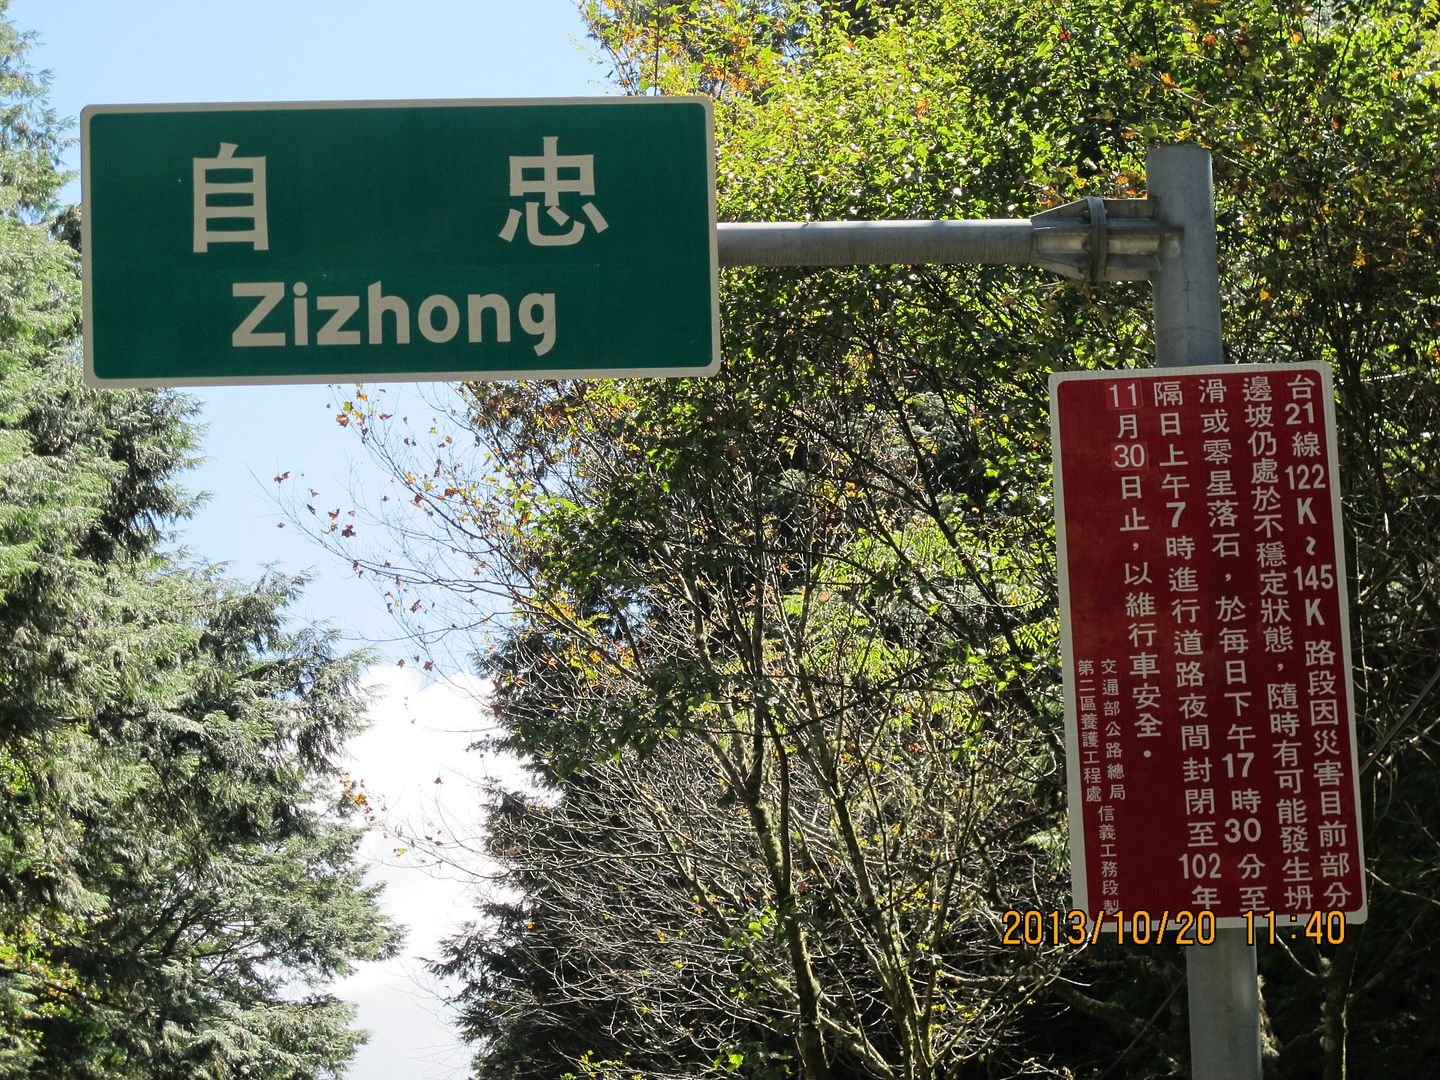 自忠
Zizhong
台21線122K~145K路段因災害目前部分
邊坡仍處於不穩定狀態，隨時有可能發生坍
滑或零星落石，於每日下午17時30分至
隔日上午7時進行道路夜間封閉至102年
11月30日止，以維行車安全。
交通部公路總局
第二區養護工程處
信義工務段製
2013/10/20 11:40